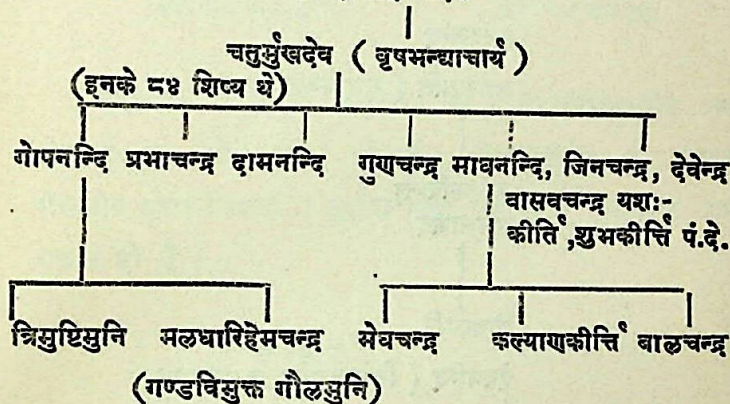 चतुर्मुखदेव ( वृषभन्द्याचार्य )
(इनके ८४ शिष्य थे)
गोपनन्दि प्रभाचन्द्र दामनन्दि गुणचन्द्र माघनन्दि, जिनचन्द्र, देवेन्द्र
वासवचन्द्र यशः-
कीर्ति ,शुभकीर्त्ति पं.दे.
त्रिमुष्टिमुनि मलधारिहेमचन्द्र मेघचन्द्र कल्याणकीर्त्ति बालचन्द्र
(गण्डविमुक्त गौलमुनि)